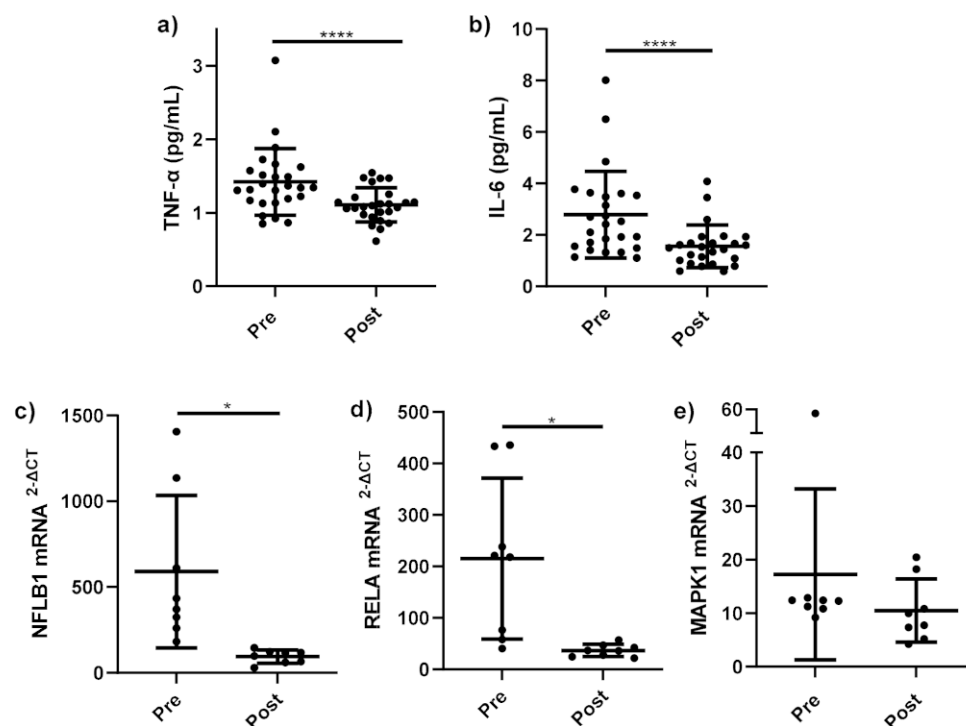 a)
****
TNF-α (pg/mL)
3
2
1
0
Pre
Post
b)
****
IL-6 (pg/mL)
10
8
6
4
2
0
Pre
Post
c)
*
NFLB1 mRNA 2-ΔCT
1500
1000
500
0
Pre
Post
d)
*
RELA mRNA 2-ΔCT
500
400
300
200
100
0
Pre
Post
e)
MAPK1 mRNA 2-ΔCT
60
40
30
20
10
0
Pre
Post